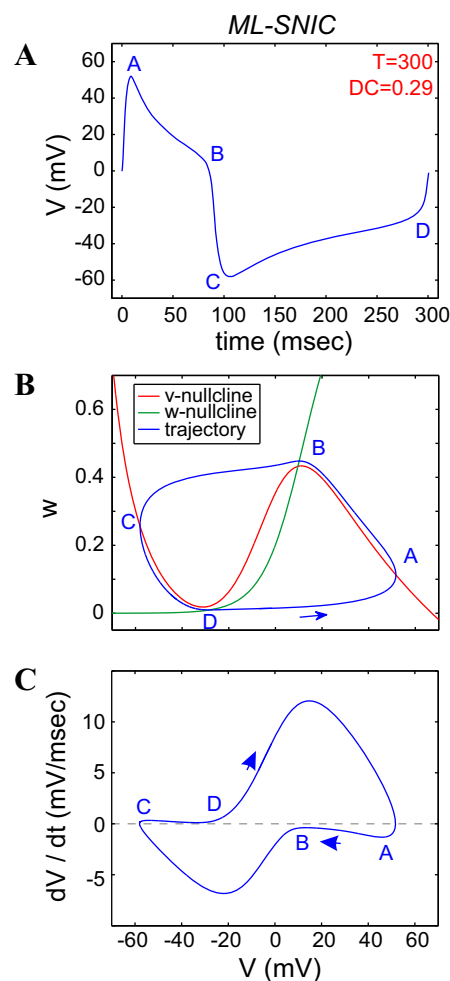 ML-SNIC
A
T=300
DC=0.29
A
B
C
D
60
40
20
0
-20
-40
-60
V (mV)
0 50 100 150 200 250 300
time (msec)
B
v-nullcline
w-nullcline
trajectory
B
A
C
D
0.6
0.4
0.2
0
w
C
10
5
0
-5
dV / dt (mV/msec)
C
D
B
A
-60 -40 -20 0 20 40 60
V (mV)